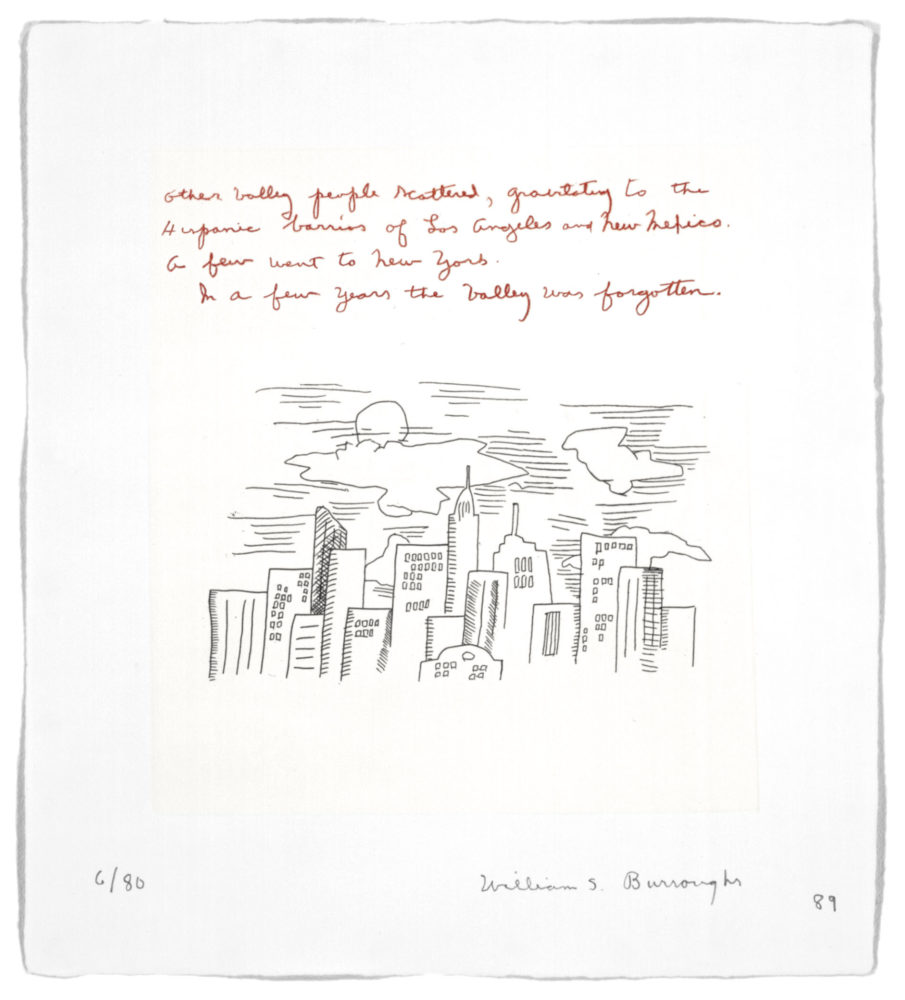 other valley people scattered, gravitating to the
Hispanic barrios of Los Angeles and New Mexico.
A few went to New York.
In a few years the Valley was forgotten.
6/80
William S. Burroughs
89